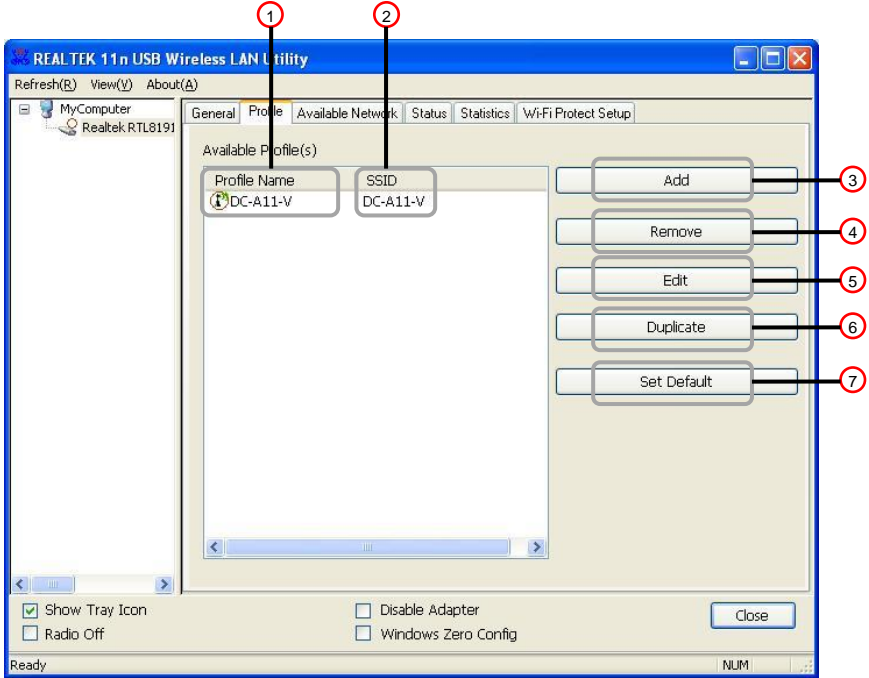 1 2
REALTEK 11n USB Wireless LAN Utility
Refresh(R) View(V) About(A)
MyComputer
Realtek RTL8191
General Profile Available Network Status Statistics Wi-Fi Protect Setup
Available Profile(s)
Profile Name SSID
DC-A11-V DC-A11-V
Add 3
Remove 4
Edit 5
Duplicate 6
Set Default 7
Show Tray Icon Disable Adapter
Radio Off Windows Zero Config
Close
Ready NUM